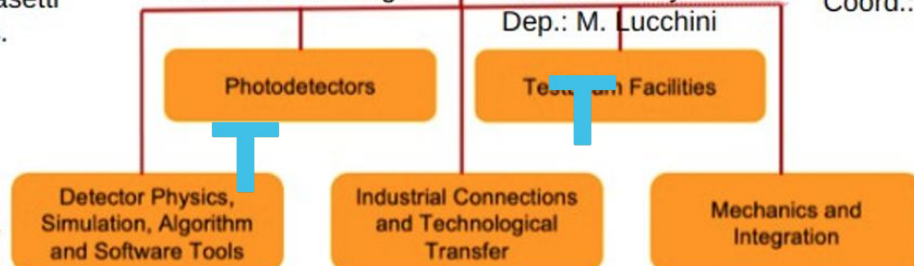 Dep.: M. Lucchini
Coord.:
Photodetectors
Facilities
T
T
Detector Physics,
Simulation, Algorithm
and Software Tools
Industrial Connections
and Technological
Transfer
Mechanics and
Integration